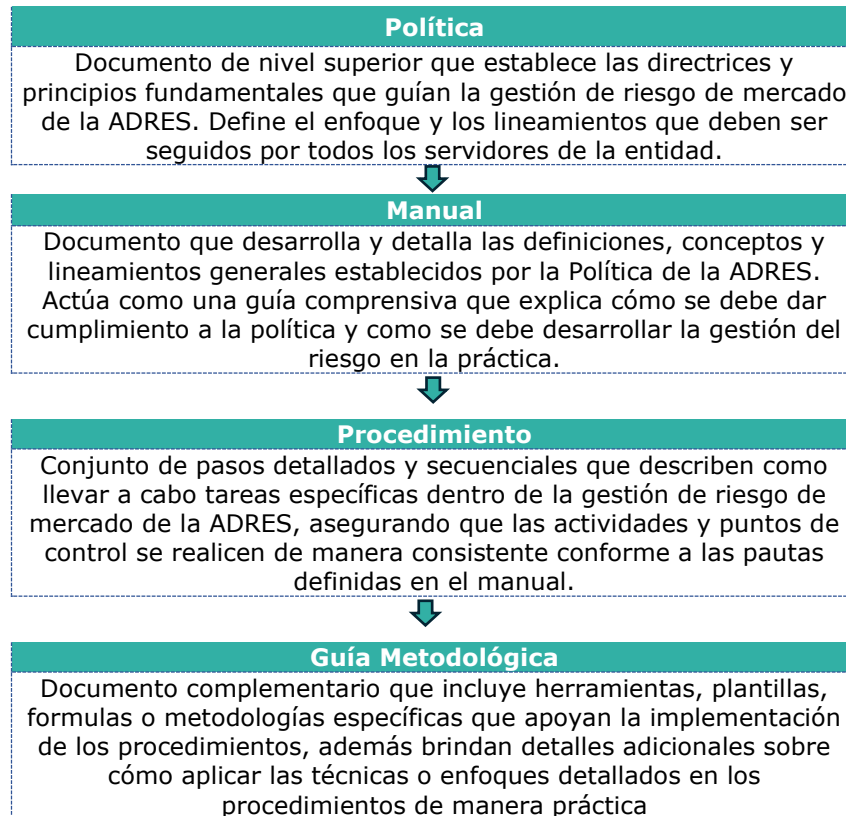 Política
Documento de nivel superior que establece las directrices y
principios fundamentales que guían la gestión de riesgo de mercado
de la ADRES. Define el enfoque y los lineamientos que deben ser
seguidos por todos los servidores de la entidad.
Manual
Documento que desarrolla y detalla las definiciones, conceptos y
lineamientos generales establecidos por la Política de la ADRES.
Actúa como una guía comprensiva que explica cómo se debe dar
cumplimiento a la política y como se debe desarrollar la gestión del
riesgo en la práctica.
Procedimiento
Conjunto de pasos detallados y secuenciales que describen como
llevar a cabo tareas específicas dentro de la gestión de riesgo de
mercado de la ADRES, asegurando que las actividades y puntos de
control se realicen de manera consistente conforme a las pautas
definidas en el manual.
Guía Metodológica
Documento complementario que incluye herramientas, plantillas,
formulas o metodologías específicas que apoyan la implementación
de los procedimientos, además brindan detalles adicionales sobre
cómo aplicar las técnicas o enfoques detallados en los
procedimientos de manera práctica